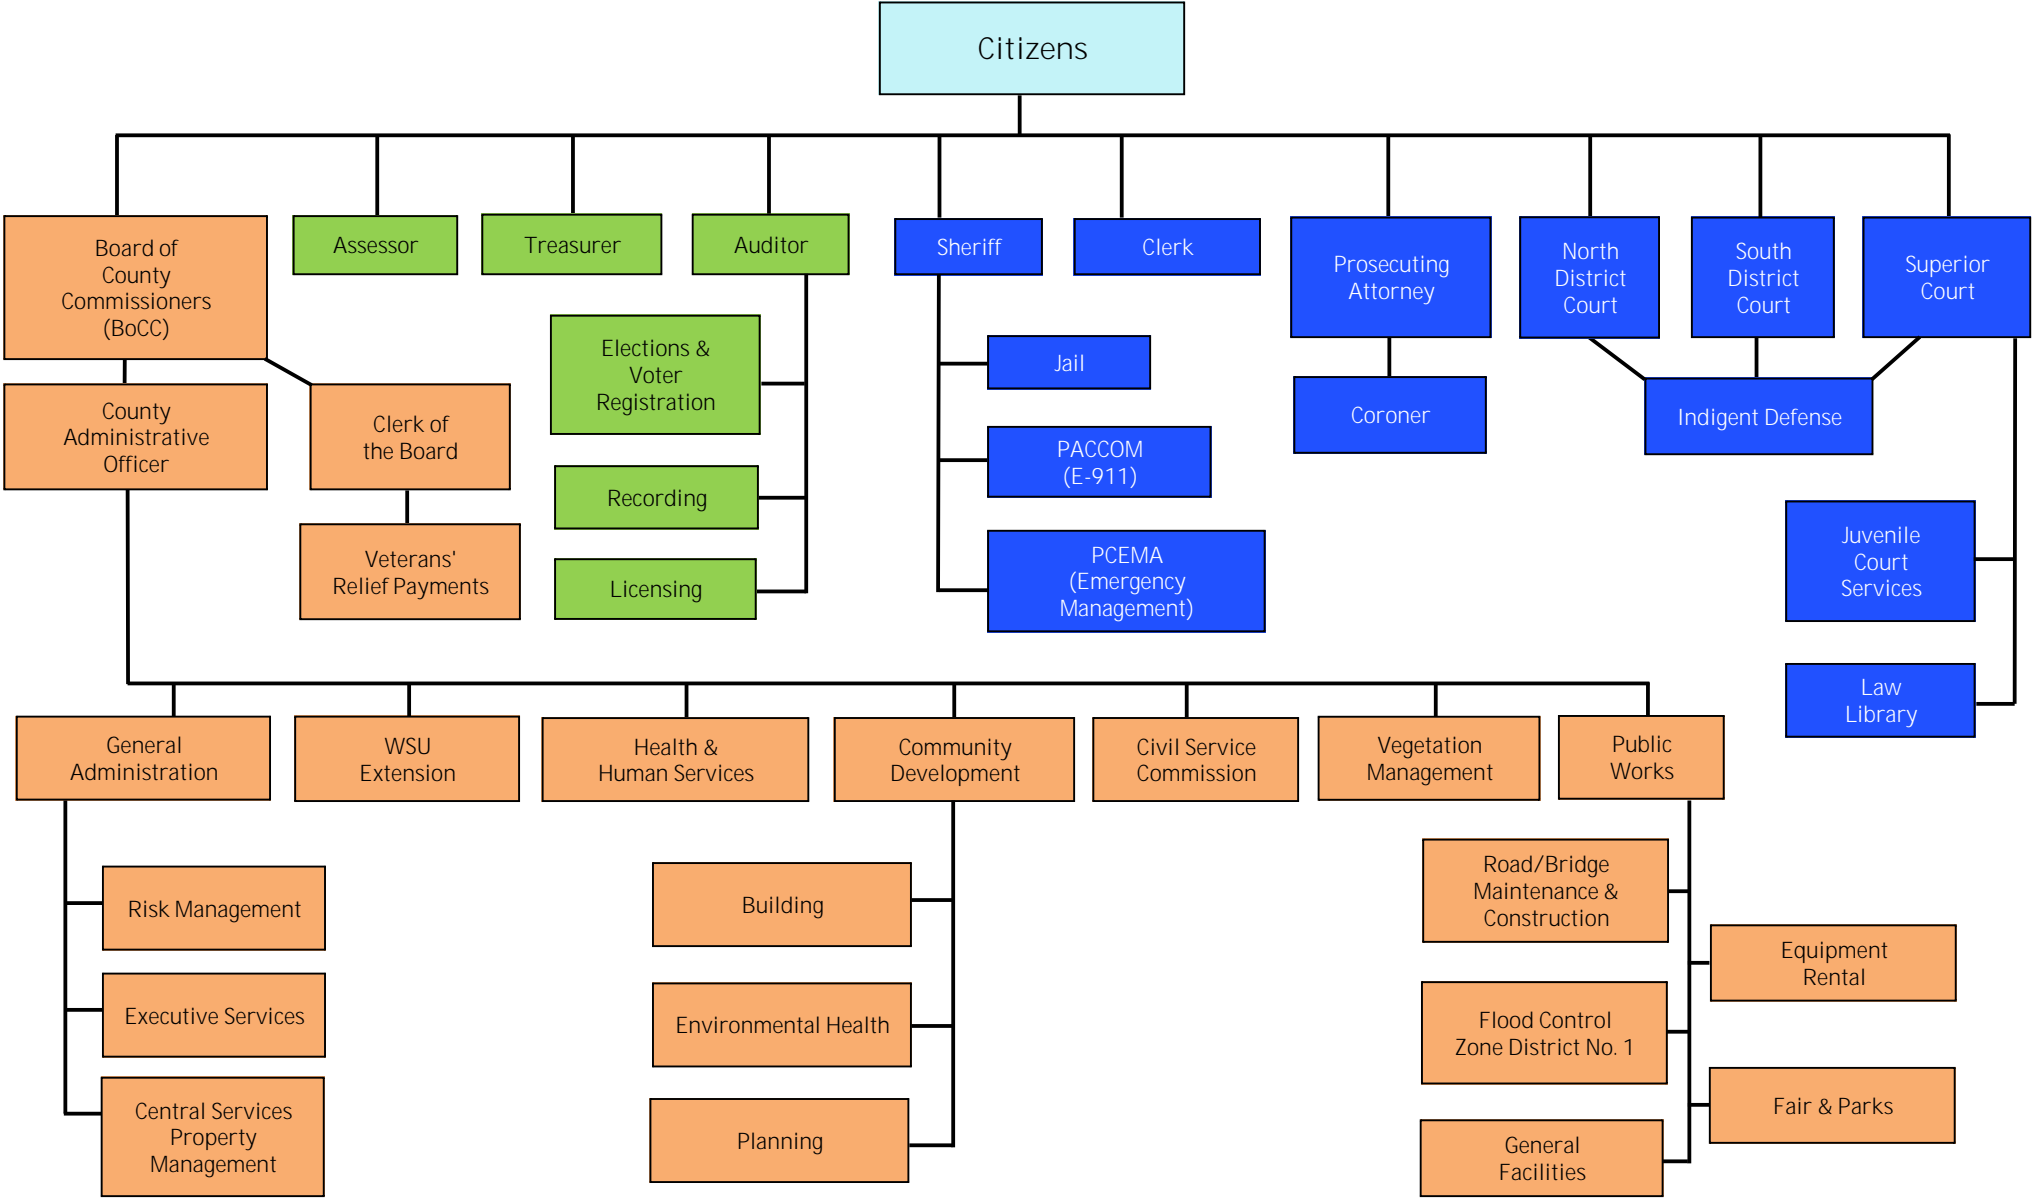 Citizens
Board of
County
Commissioners
(BoCC)
Assessor
Treasurer
Auditor
Sheriff
Clerk
Prosecuting
Attorney
North
District
Court
South
District
Court
Superior
Court
County
Administrative
Officer
Clerk of
the Board
Veterans'
Relief Payments
Elections &
Voter
Registration
Recording
Licensing
Jail
PACCOM
(E-911)
PCEMA
(Emergency
Management)
Coroner
Indigent Defense
Juvenile
Court
Services
Law
Library
General
Administration
WSU
Extension
Health &
Human Services
Community
Development
Civil Service
Commission
Vegetation
Management
Public
Works
Risk Management
Executive Services
Central Services
Property
Management
Building
Environmental Health
Planning
Road/Bridge
Maintenance &
Construction
Equipment
Rental
Flood Control
Zone District No. 1
Fair & Parks
General
Facilities